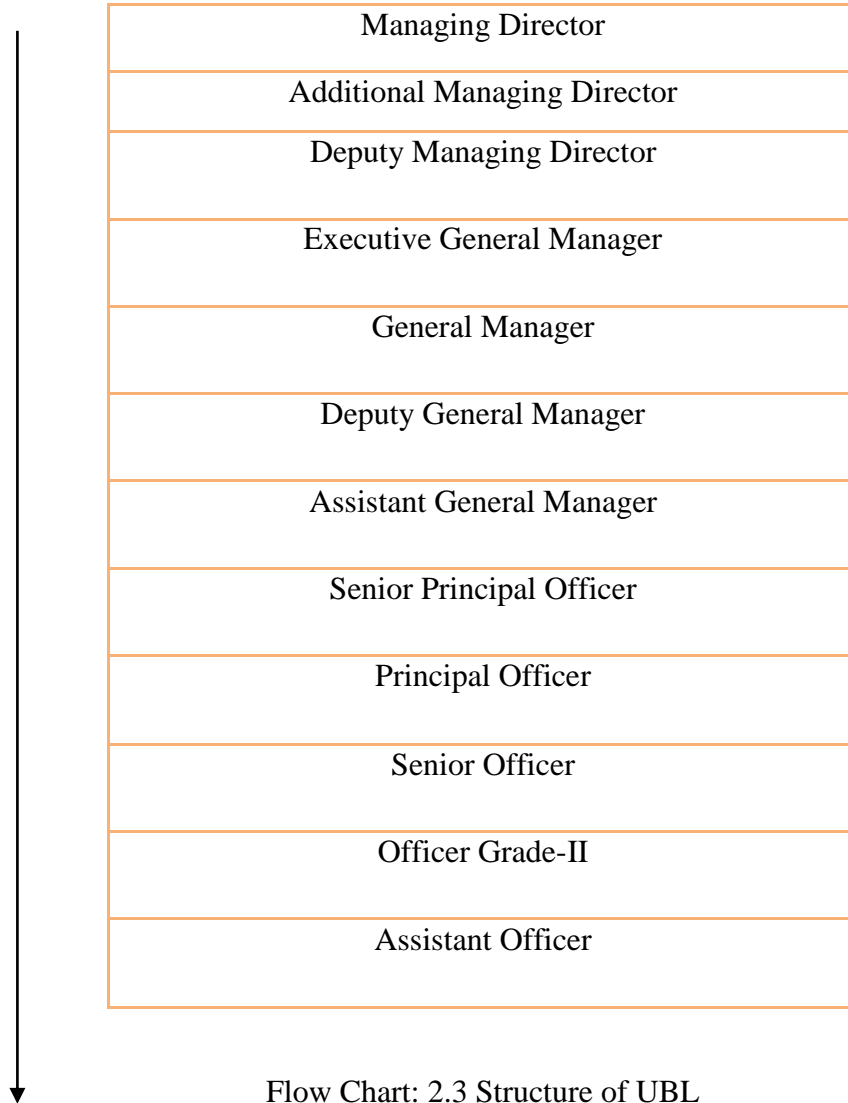 Managing Director
Additional Managing Director
Deputy Managing Director
Executive General Manager
General Manager
Deputy General Manager
Assistant General Manager
Senior Principal Officer
Principal Officer
Senior Officer
Officer Grade-II
Assistant Officer
Flow Chart: 2.3 Structure of UBL